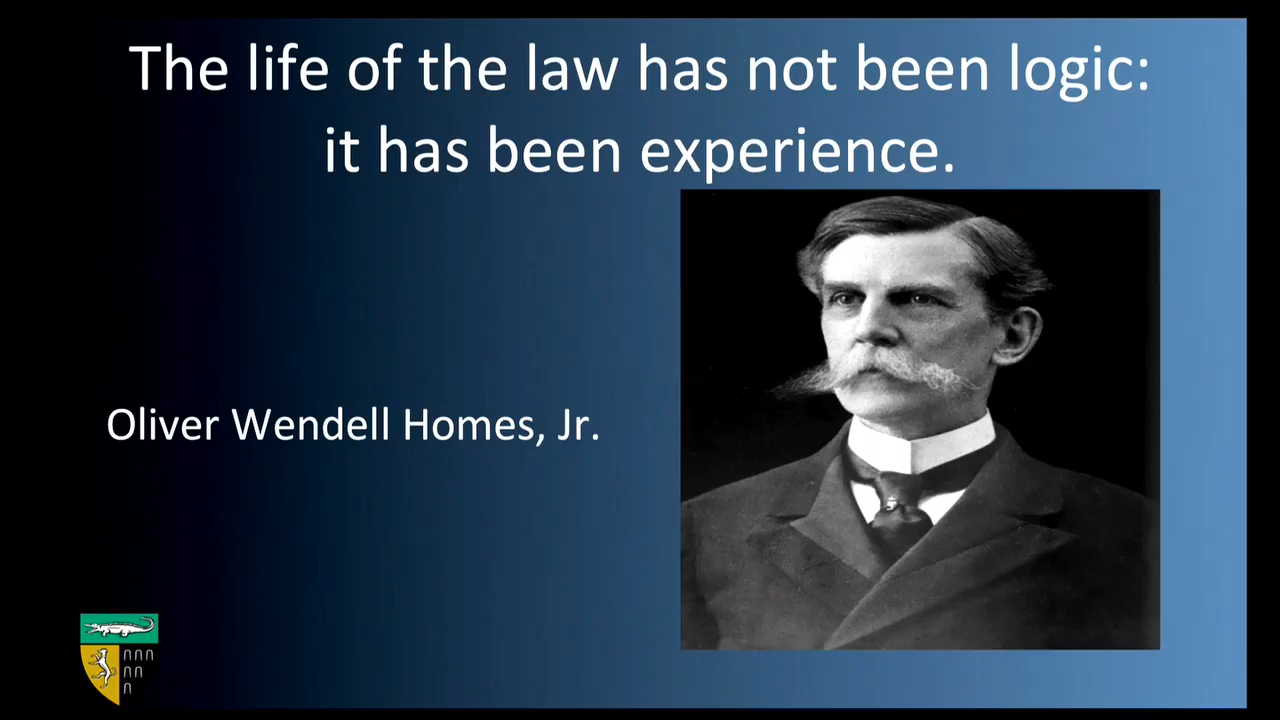 The life of the law has not been logic:
it has been experience.
Oliver Wendell Homes, Jr.